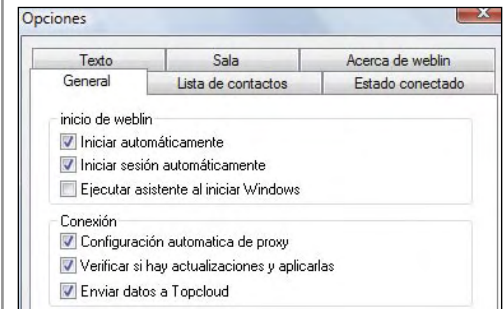 Opciones
Texto Sala Acerca de weblin
General Lista de contactos Estado conectado
inicio de weblin
Iniciar automáticamente
Iniciar sesión automáticamente
Ejecutar asistente al iniciar Windows
Conexión
Configuración automatica de proxy
Verificar si hay actualizaciones y aplicarlas
Enviar datos a Topcloud